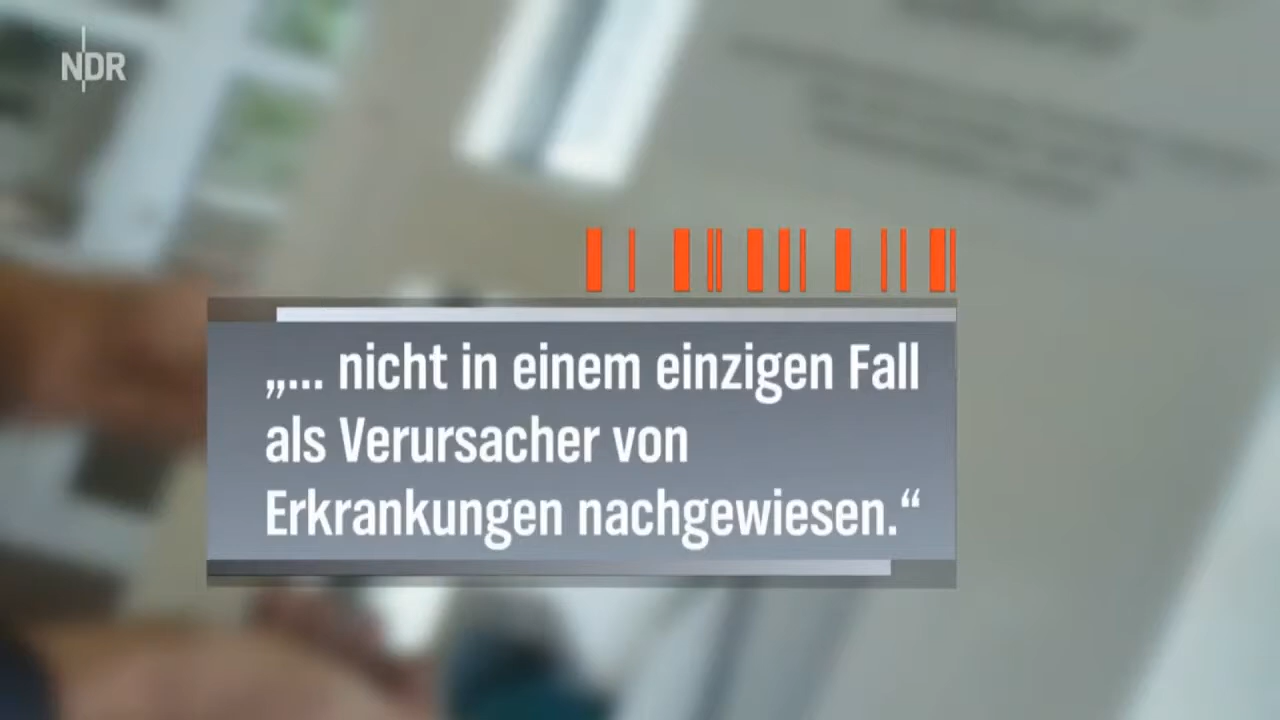 NDR
„... nicht in einem einzigen Fall
als Verursacher von
Erkrankungen nachgewiesen.“